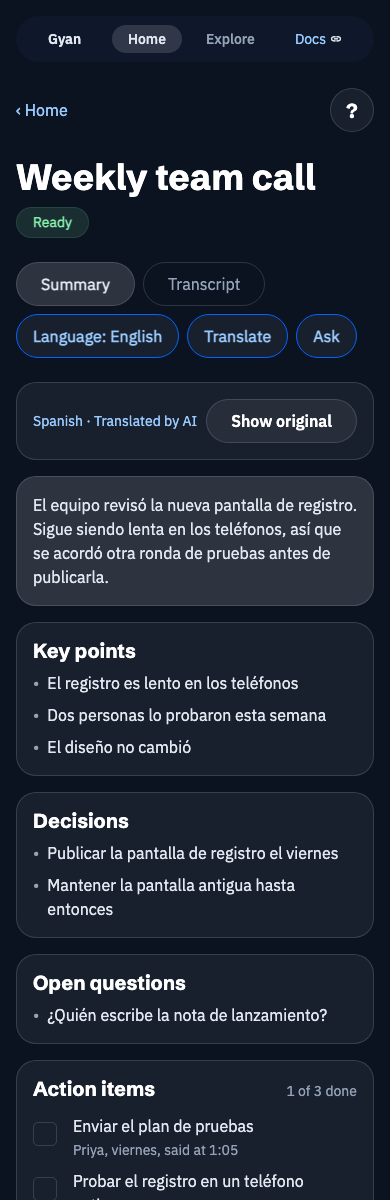 Gyan Home Explore Docs
‹ Home ?
Weekly team call
Ready
Summary Transcript
Language: English Translate Ask
Spanish · Translated by AI Show original
El equipo revisó la nueva pantalla de registro.
Sigue siendo lenta en los teléfonos, así que
se acordó otra ronda de pruebas antes de
publicarla.
Key points
• El registro es lento en los teléfonos
• Dos personas lo probaron esta semana
• El diseño no cambió
Decisions
• Publicar la pantalla de registro el viernes
• Mantener la pantalla antigua hasta
entonces
Open questions
• ¿Quién escribe la nota de lanzamiento?
Action items 1 of 3 done
Enviar el plan de pruebas
Priya, viernes, said at 1:05
Probar el registro en un teléfono